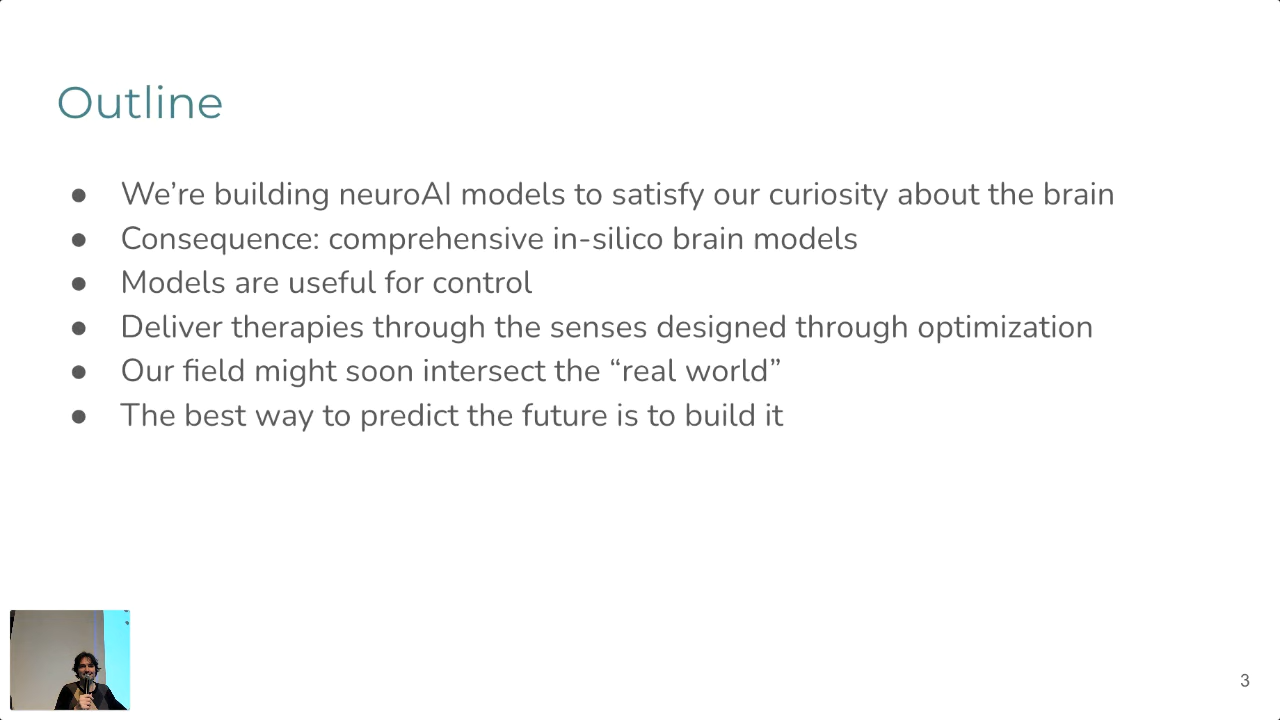 Outline
● We’re building neuroAI models to satisfy our curiosity about the brain
● Consequence: comprehensive in-silico brain models
● Models are useful for control
● Deliver therapies through the senses designed through optimization
● Our field might soon intersect the “real world”
● The best way to predict the future is to build it
3